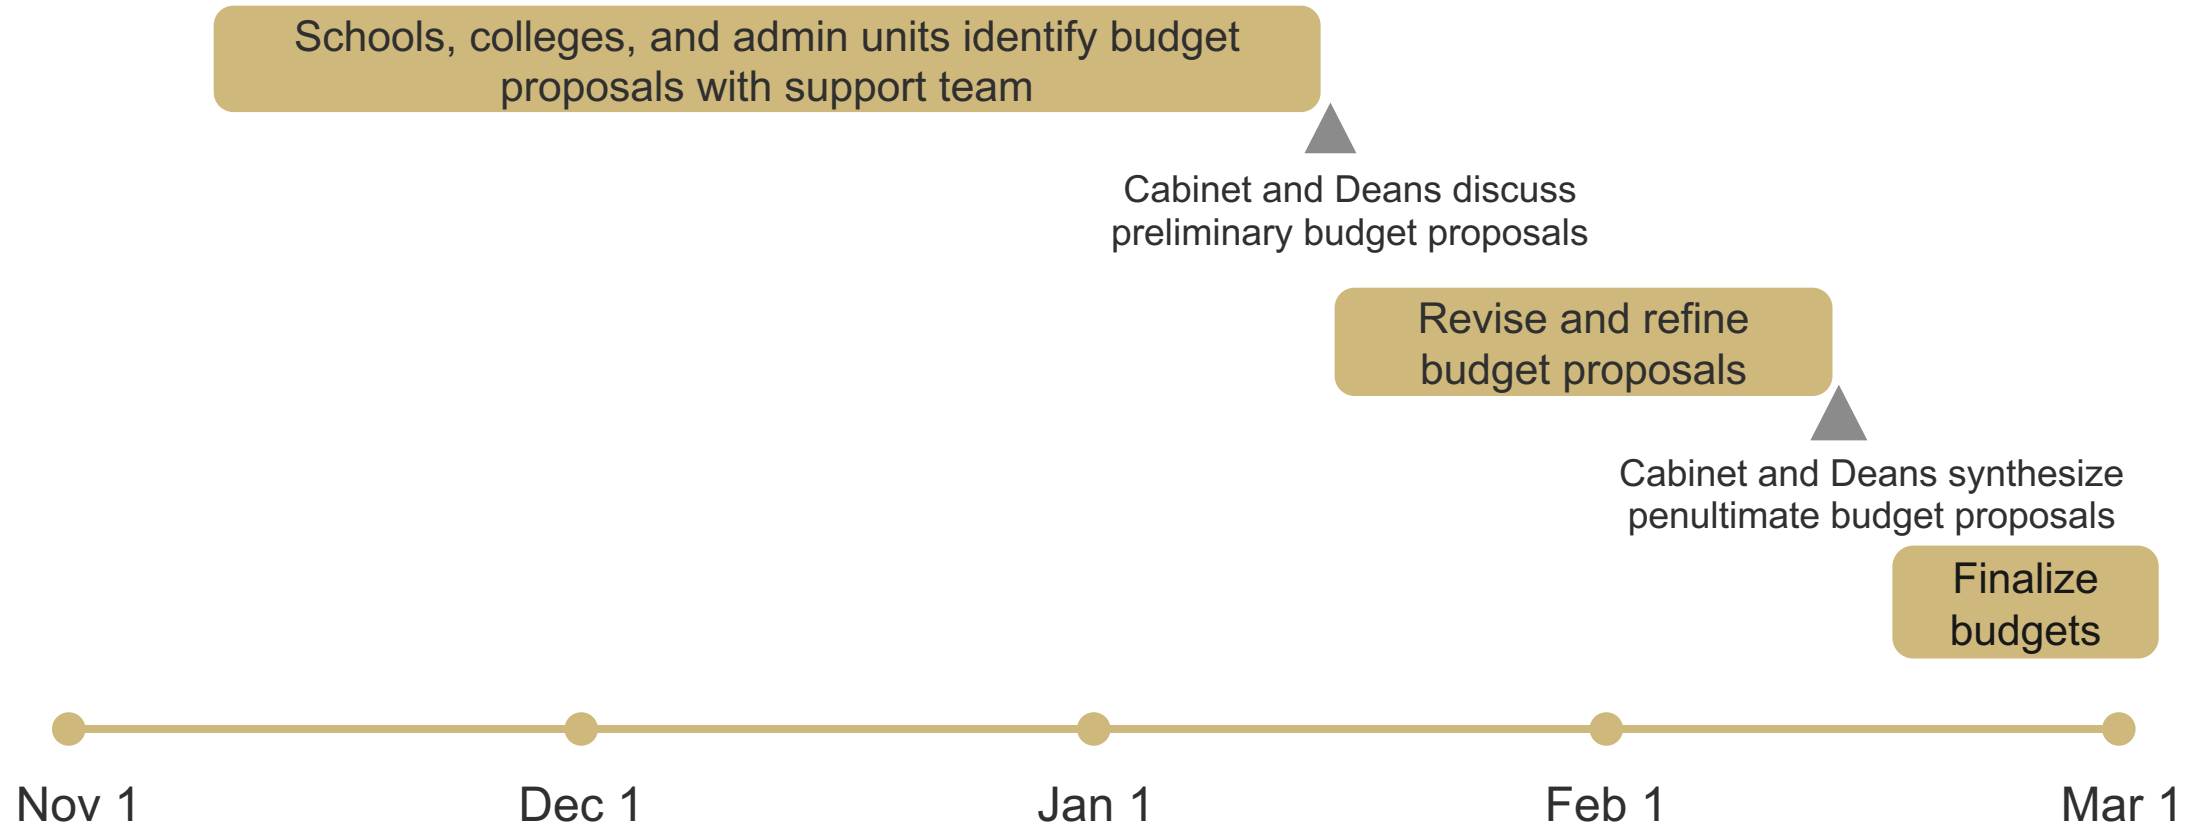 Schools, colleges, and admin units identify budget
proposals with support team
Cabinet and Deans discuss
preliminary budget proposals
Revise and refine
budget proposals
Cabinet and Deans synthesize
penultimate budget proposals
Finalize
budgets
Nov 1
Dec 1
Jan 1
Feb 1
Mar 1